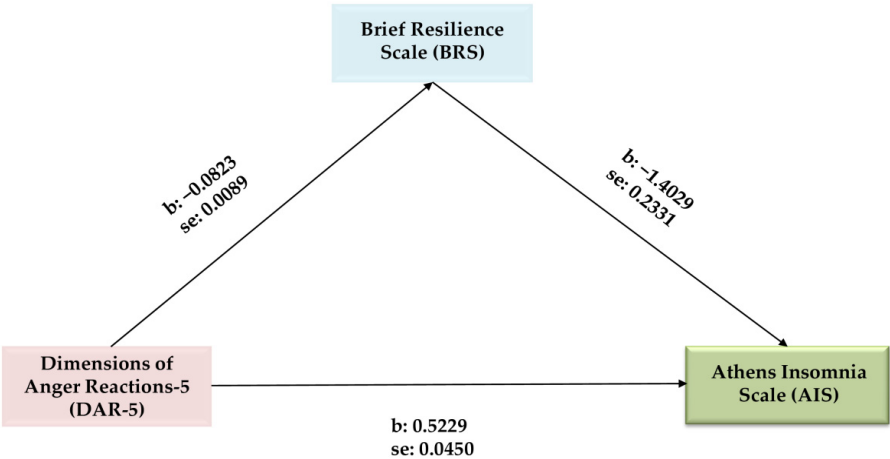 Brief Resilience
Scale (BRS)
b: −0.0823
se: 0.0089
b: −1.4029
se: 0.2331
Dimensions of
Anger Reactions-5
(DAR-5)
Athens Insomnia
Scale (AIS)
b: 0.5229
se: 0.0450